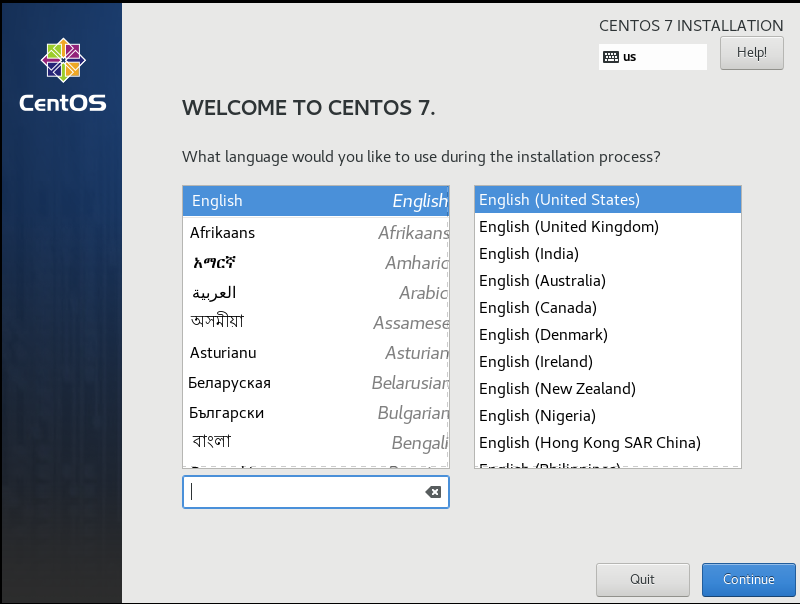 CENTOS 7 INSTALLATION
us
Help!
CentOS
WELCOME TO CENTOS 7.
What language would you like to use during the installation process?
English English
Afrikaans Afrikaans
አማርኛ Amharic
العربية Arabic
অসমীয়া Assamese
Asturianu Asturian
Беларуская Belarusian
Български Bulgarian
বাংলা Bengali
English (United States)
English (United Kingdom)
English (India)
English (Australia)
English (Canada)
English (Denmark)
English (Ireland)
English (New Zealand)
English (Nigeria)
English (Hong Kong SAR China)
English (Philippines)
Quit
Continue